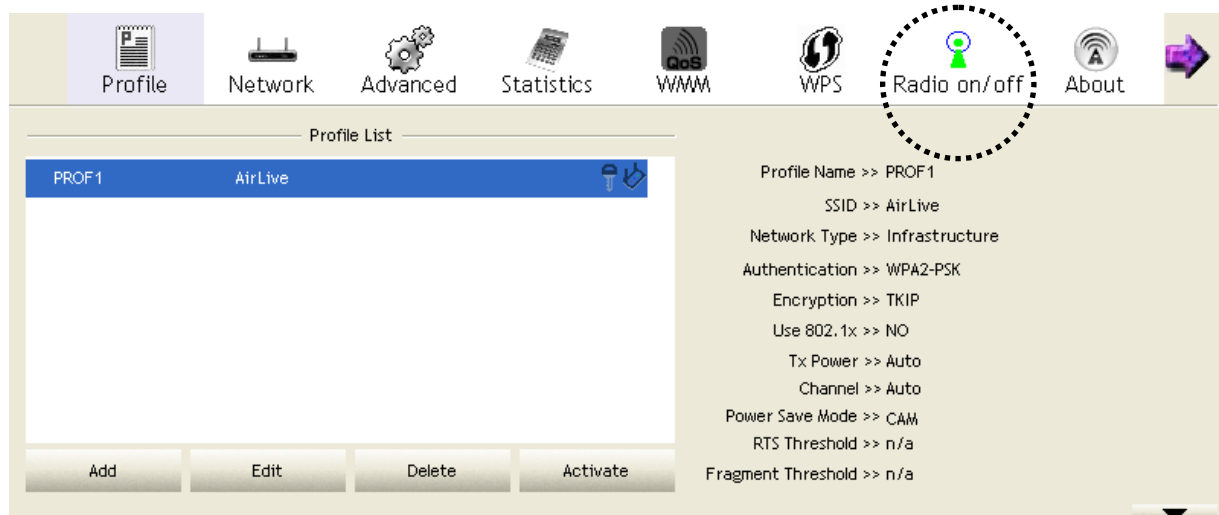 Profile Network Advanced Statistics QoS WMM WPS Radio on/off About
Profile List
PROF1 AirLive
Profile Name >> PROF1
SSID >> AirLive
Network Type >> Infrastructure
Authentication >> WPA2-PSK
Encryption >> TKIP
Use 802.1x >> NO
Tx Power >> Auto
Channel >> Auto
Power Save Mode >> CAM
RTS Threshold >> n/a
Fragment Threshold >> n/a
Add Edit Delete Activate